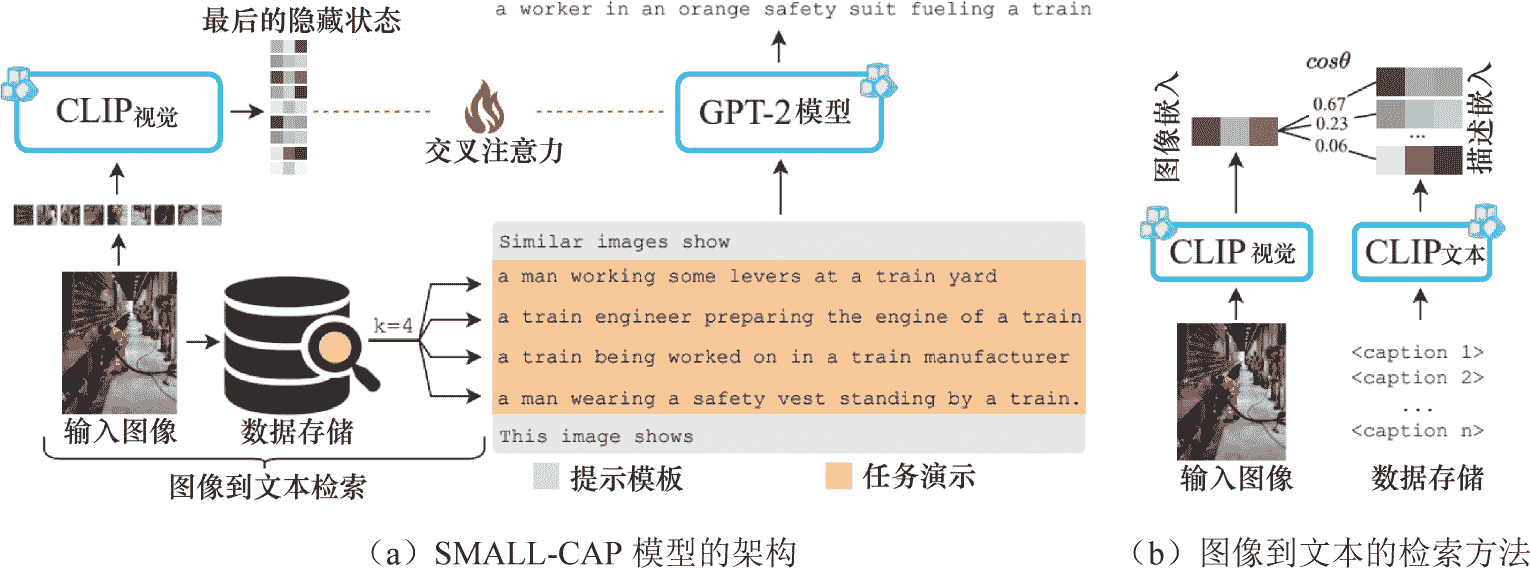 最后的隐藏状态
a worker in an orange safety suit fueling a train
CLIP视觉
交叉注意力
GPT-2模型
Similar images show
a man working some levers at a train yard
a train engineer preparing the engine of a train
a train being worked on in a train manufacturer
a man wearing a safety vest standing by a train.
This image shows
k=4
输入图像
数据存储
图像到文本检索
提示模板
任务演示
(a) SMALL-CAP 模型的架构
图像嵌入
cosθ
0.67
0.23
0.06
...
描述嵌入
CLIP视觉
CLIP文本
<caption 1>
<caption 2>
...
<caption n>
输入图像
数据存储
(b) 图像到文本的检索方法